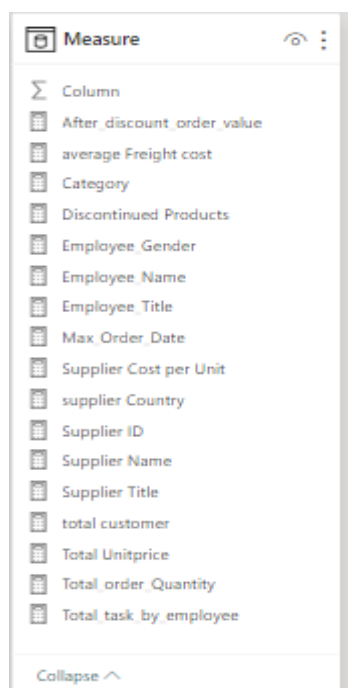 Measure
Column
After_discount_order_value
average Freight cost
Category
Discontinued Products
Employee_Gender
Employee_Name
Employee_Title
Max_Order_Date
Supplier Cost per Unit
supplier Country
Supplier ID
Supplier Name
Supplier Title
total customer
Total Unitprice
Total_order_Quantity
Total_task_by_employee
Collapse